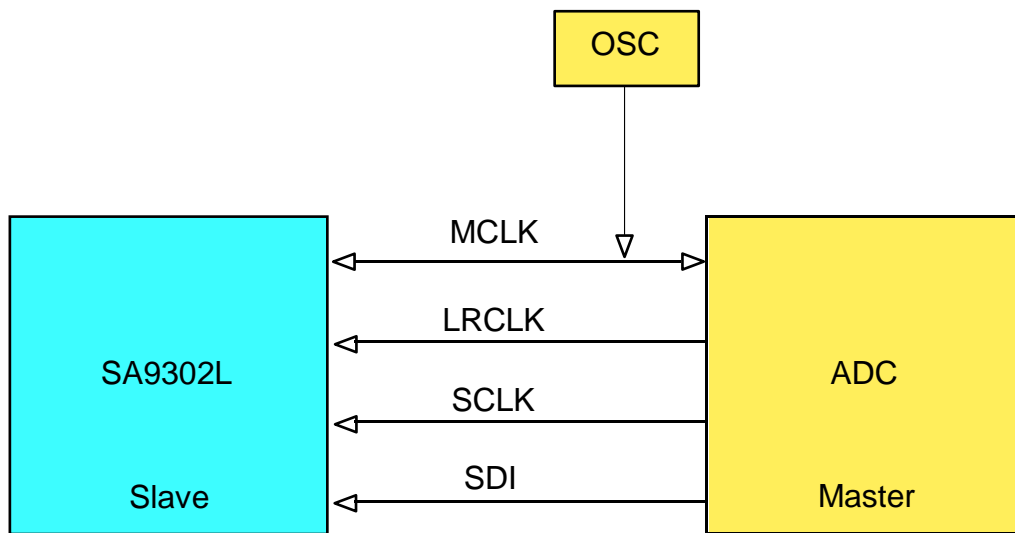 OSC
MCLK
LRCLK
SA9302L
ADC
SCLK
SDI
Slave
Master